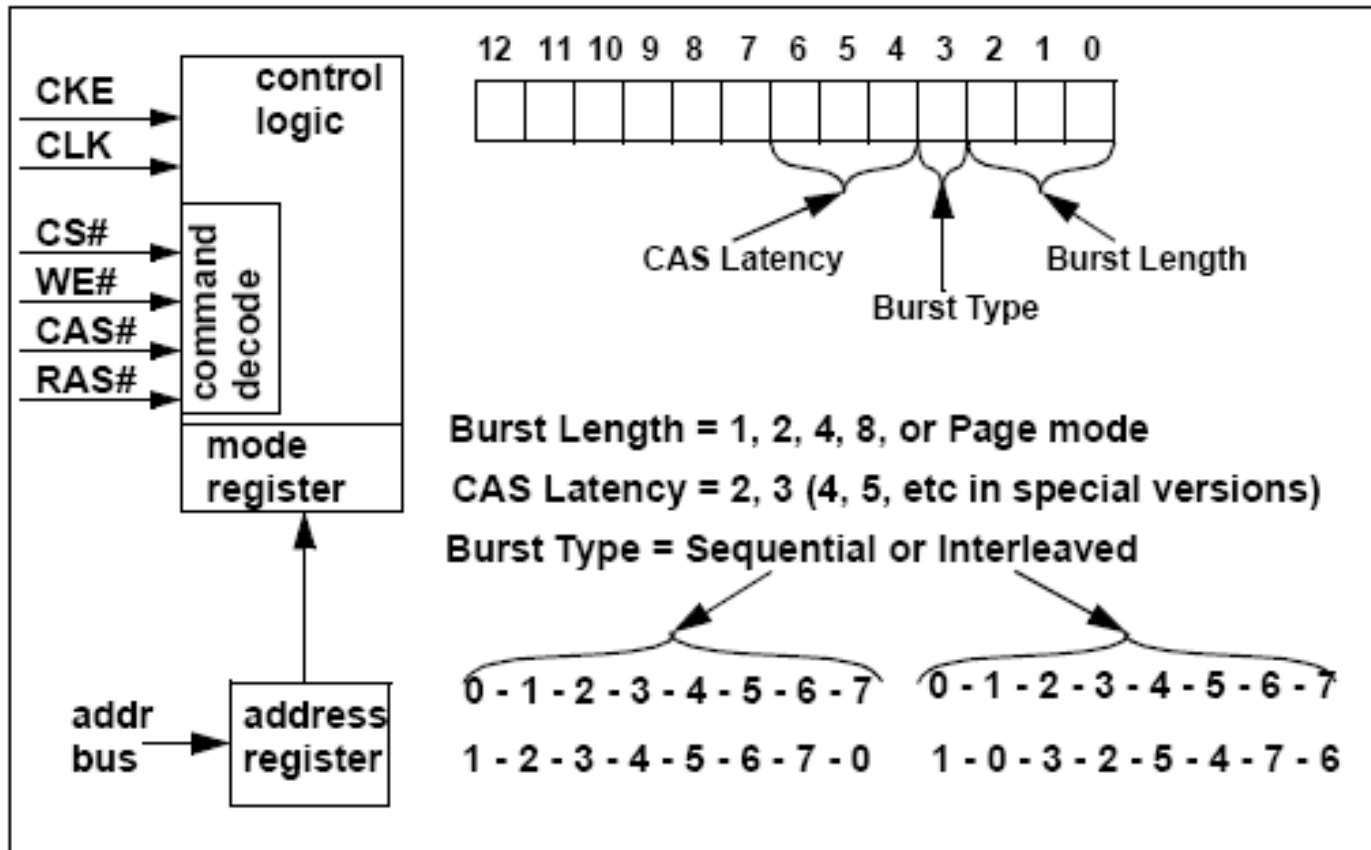 12 11 10 9 8 7 6 5 4 3 2 1 0
control
logic
CKE
CLK
CS#
WE#
CAS#
RAS#
command
decode
mode
register
CAS Latency
Burst Length
Burst Type
Burst Length = 1, 2, 4, 8, or Page mode
CAS Latency = 2, 3 (4, 5, etc in special versions)
Burst Type = Sequential or Interleaved
addr
bus
address
register
0 - 1 - 2 - 3 - 4 - 5 - 6 - 7
1 - 2 - 3 - 4 - 5 - 6 - 7 - 0
0 - 1 - 2 - 3 - 4 - 5 - 6 - 7
1 - 0 - 3 - 2 - 5 - 4 - 7 - 6